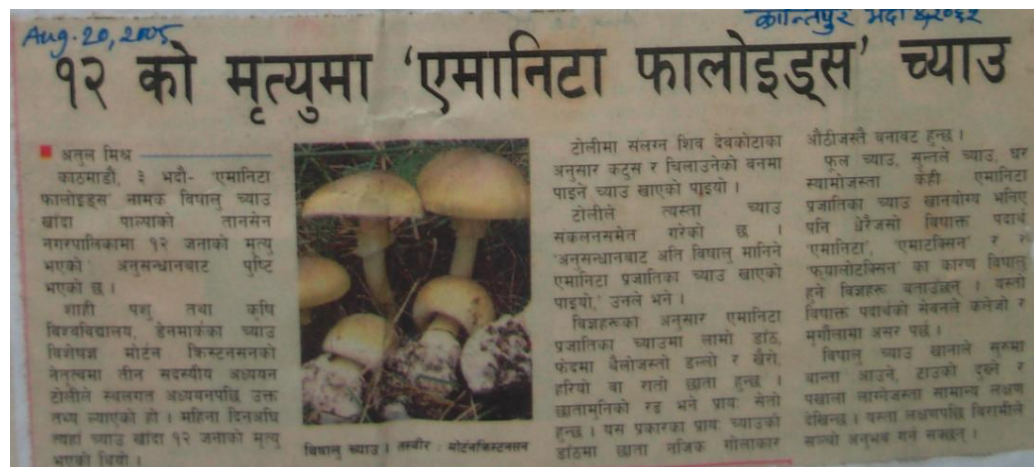 Aug. 20, 2005
कान्तिपुर भदौ ४, २०६२
१२ को मृत्युमा ‘एमानिटा फालोइड्स’ च्याउ
अतुल मिश्र
काठमाडौं, ३ भदौ- ‘एमानिटा
फालोइड्स’ नामक विषालु च्याउ
खाँदा पाल्पाको तानसेन
नगरपालिकामा १२ जनाको मृत्यु
भएको अनुसन्धानबाट पुष्टि
भएको छ ।
शाही पशु तथा कृषि
विश्वविद्यालय, डेनमार्कका च्याउ
विशेषज्ञ मोर्टन क्रिस्टनसनको
नेतृत्वमा तीन सदस्यीय अध्ययन
टोलीले स्थलगत अध्ययनपछि उक्त
तथ्य ल्याएको हो । महिना दिनअघि
त्यहाँ च्याउ खाँदा १२ जनाको मृत्यु
भएको थियो ।
विषालु च्याउ । तस्वीर : मोर्टनक्रिस्टनसन
टोलीमा संलग्न शिव देवकोटाका
अनुसार कटुस र चिलाउनेको वनमा
पाइने च्याउ खाएको पाइयो ।
टोलीले त्यस्ता च्याउ
संकलनसमेत गरेको छ ।
‘अनुसन्धानबाट अति विषालु मानिने
एमानिटा प्रजातिका च्याउ खाएको
पाइयो,’ उनले भने ।
विज्ञहरूका अनुसार एमानिटा
प्रजातिका च्याउमा लामो डाँठ,
फेदमा थैलोजस्तो डल्लो र खैरो,
हरियो वा रातो छाता हुन्छ ।
छातामुनिको रङ भने प्रायः सेतो
हुन्छ । यस प्रकारका प्रायः च्याउको
डाँठमा छाता नजिक गोलाकार
औंठीजस्तै बनावट हुन्छ ।
फूल च्याउ, सुन्तले च्याउ, घर
स्यामोजस्ता केही एमानिटा
प्रजातिका च्याउ खानयोग्य भनिए
पनि धेरैजसो विषाक्त पदार्थ
‘एमानिटा’, ‘एमाटक्सिन’ र
‘फ्यालोटक्सिन’ का कारण विषालु
हुने विज्ञहरू बताउँछन् । यस्तो
विषाक्त पदार्थको सेवनले कलेजो र
मृगौलामा असर पर्छ ।
विषालु च्याउ खानाले सुरुमा
वान्ता आउने, टाउको दुख्ने र
पखाला लाग्नेजस्ता सामान्य लक्षण
देखिन्छ । यस्ता लक्षणपछि बिरामीले
सञ्चो अनुभव गर्न सक्छन् ।